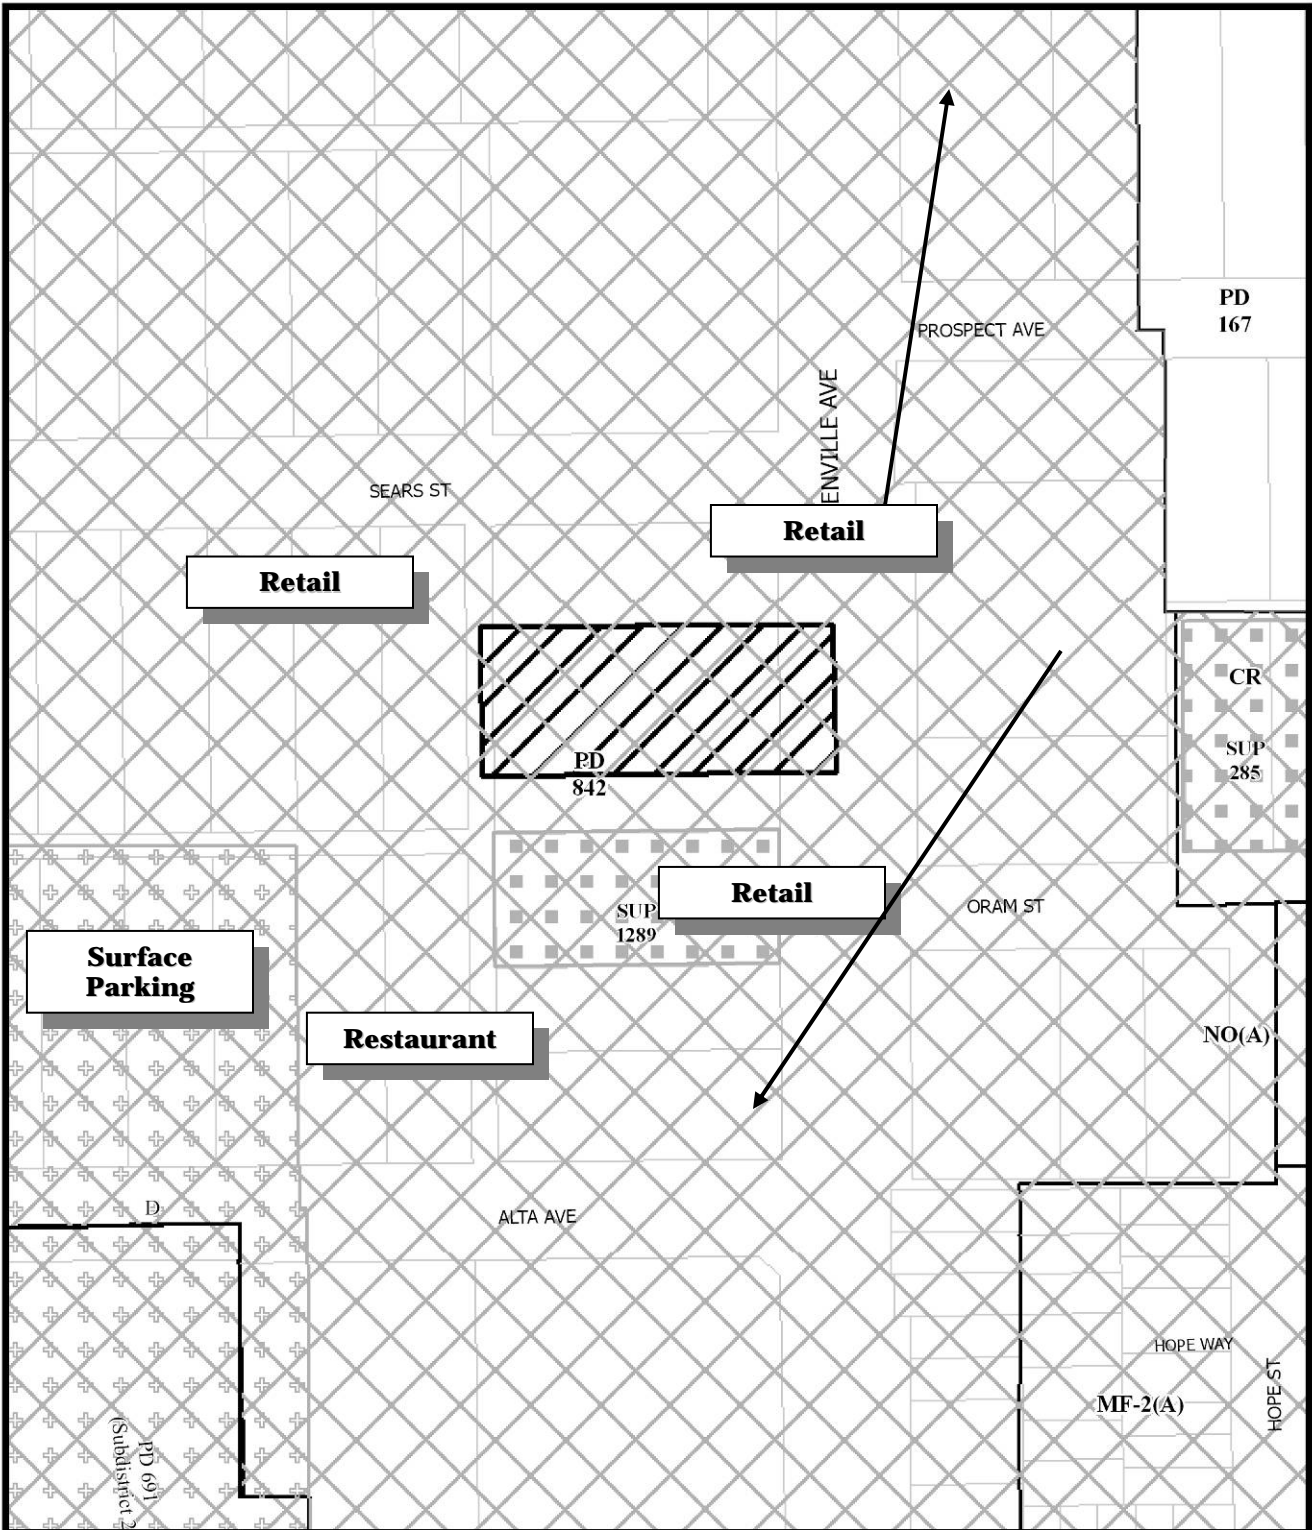 PD
167
PROSPECT AVE
ENVILLE AVE
SEARS ST
Retail
Retail
CR
SUP
285
PD
842
Retail
SUP
1289
ORAM ST
Surface
Parking
Restaurant
NO(A)
D
ALTA AVE
HOPE WAY
HOPE ST
MF-2(A)
PD 691
(Subdistrict 2